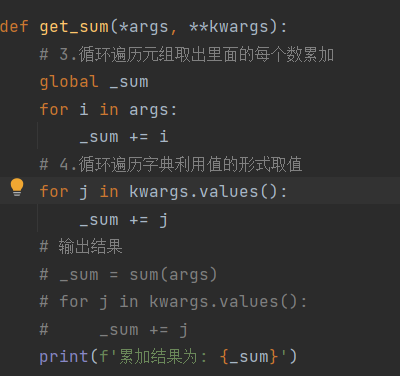 def get_sum(*args, **kwargs):
    # 3.循环遍历元组取出里面的每个数累加
    global _sum
    for i in args:
        _sum += i
    # 4.循环遍历字典利用值的形式取值
    for j in kwargs.values():
        _sum += j
    # 输出结果
    # _sum = sum(args)
    # for j in kwargs.values():
    #     _sum += j
    print(f'累加结果为: {_sum}')